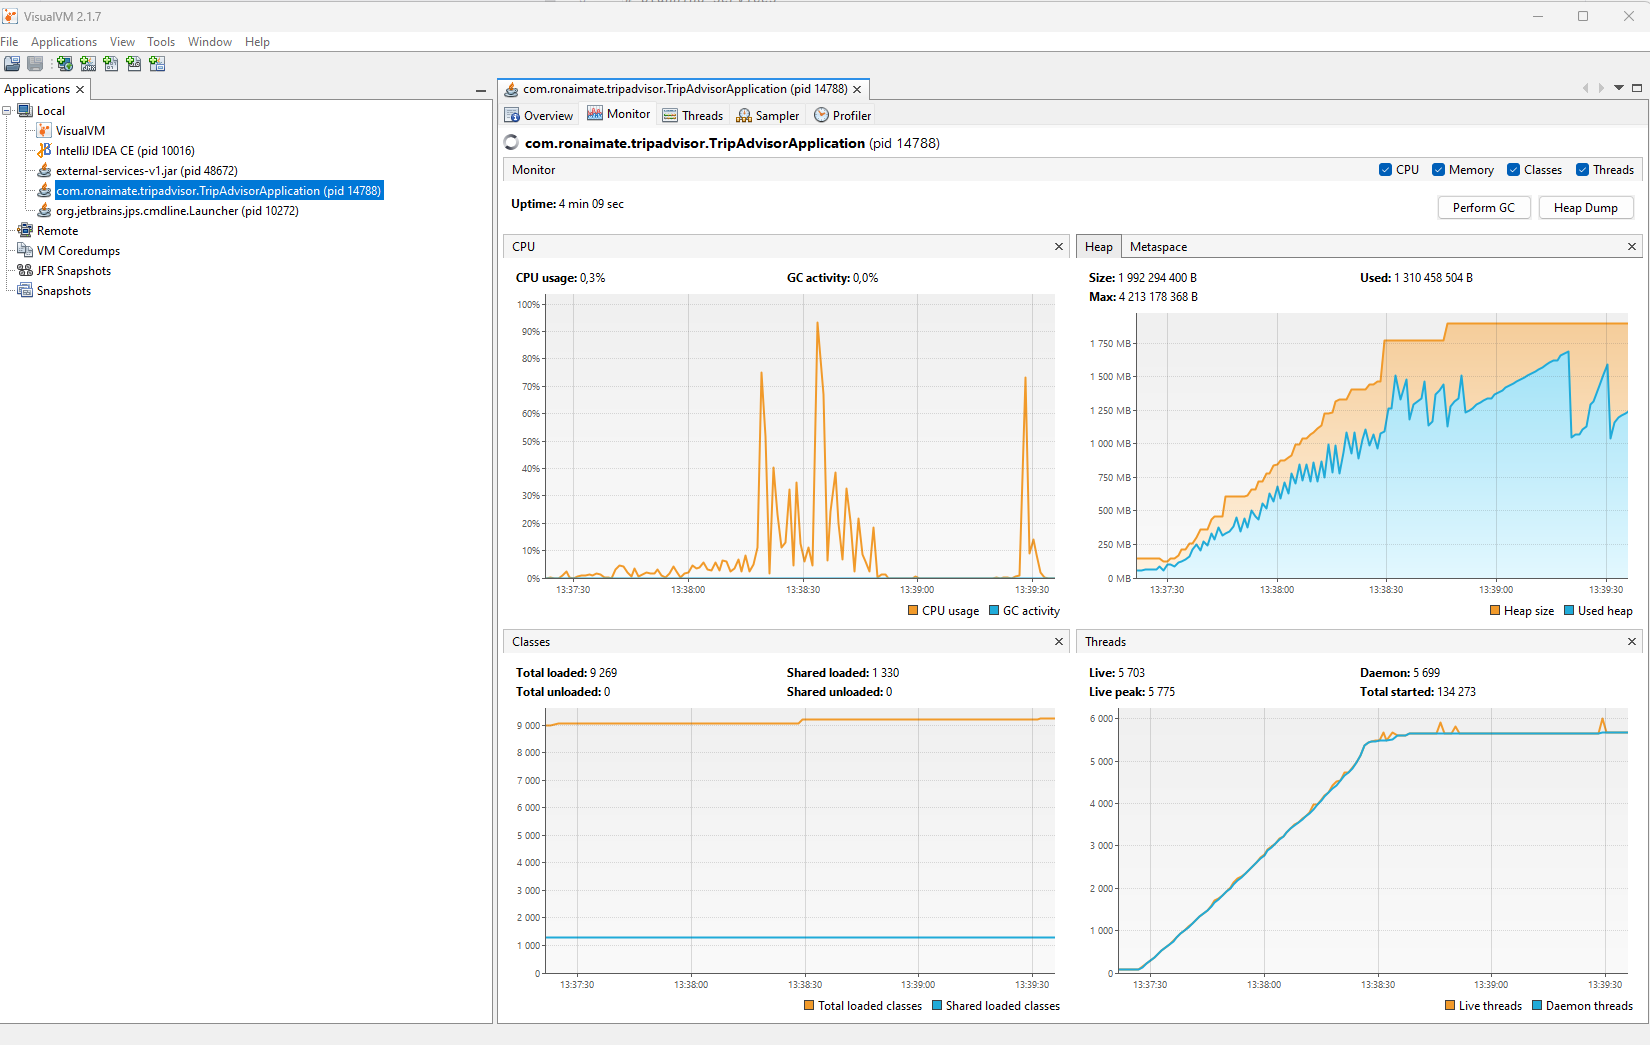 VisualVM 2.1.7
File Applications View Tools Window Help
Applications
Local
VisualVM
IntelliJ IDEA CE (pid 10016)
external-services-v1.jar (pid 48672)
com.ronaimate.tripadvisor.TripAdvisorApplication (pid 14788)
org.jetbrains.jps.cmdline.Launcher (pid 10272)
Remote
VM Coredumps
JFR Snapshots
Snapshots
com.ronaimate.tripadvisor.TripAdvisorApplication (pid 14788)
Overview Monitor Threads Sampler Profiler
com.ronaimate.tripadvisor.TripAdvisorApplication (pid 14788)
Monitor CPU Memory Classes Threads
Uptime: 4 min 09 sec
Perform GC Heap Dump
CPU
CPU usage: 0,3% GC activity: 0,0%
100%
90%
80%
70%
60%
50%
40%
30%
20%
10%
0%
13:37:30 13:38:00 13:38:30 13:39:00 13:39:30
CPU usage GC activity
Heap Metaspace
Size: 1 992 294 400 B Used: 1 310 458 504 B
Max: 4 213 178 368 B
1 750 MB
1 500 MB
1 250 MB
1 000 MB
750 MB
500 MB
250 MB
0 MB
13:37:30 13:38:00 13:38:30 13:39:00 13:39:30
Heap size Used heap
Classes
Total loaded: 9 269 Shared loaded: 1 330
Total unloaded: 0 Shared unloaded: 0
9 000
8 000
7 000
6 000
5 000
4 000
3 000
2 000
1 000
0
13:37:30 13:38:00 13:38:30 13:39:00 13:39:30
Total loaded classes Shared loaded classes
Threads
Live: 5 703 Daemon: 5 699
Live peak: 5 775 Total started: 134 273
6 000
5 000
4 000
3 000
2 000
1 000
0
13:37:30 13:38:00 13:38:30 13:39:00 13:39:30
Live threads Daemon threads